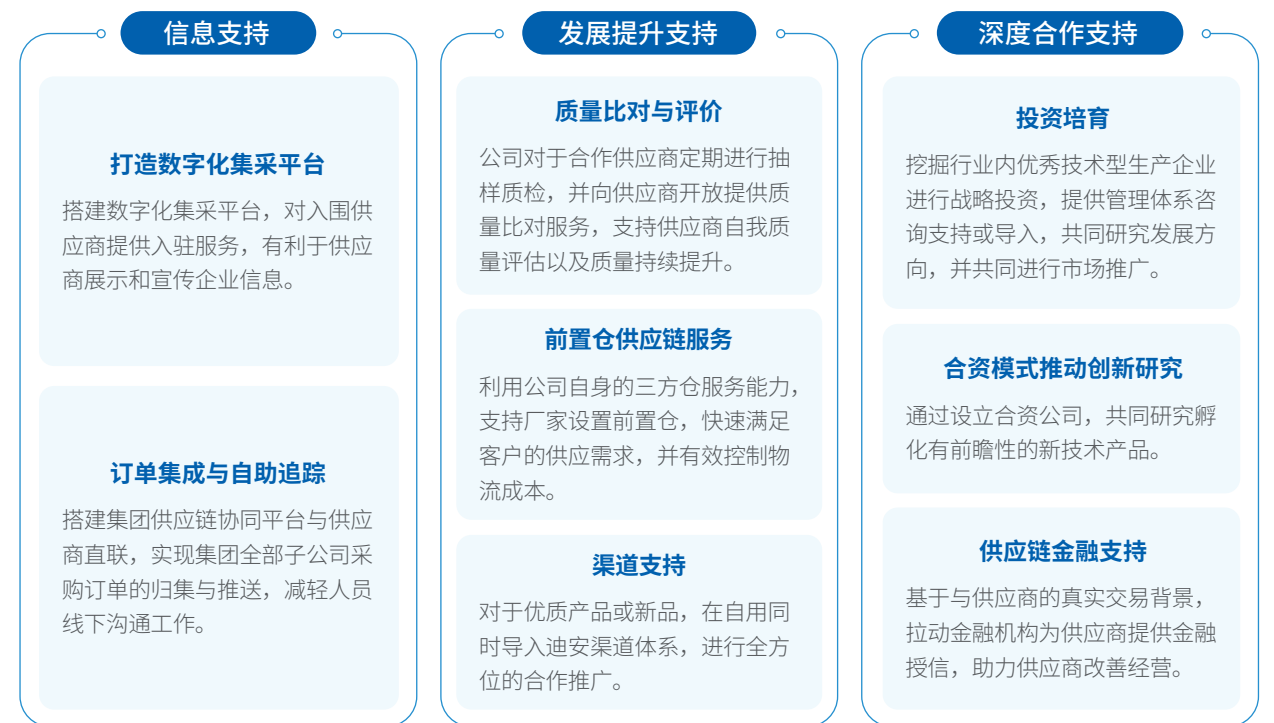 信息支持
打造数字化集采平台
搭建数字化集采平台，对入围供
应商提供入驻服务，有利于供应
商展示和宣传企业信息。
订单集成与自助追踪
搭建集团供应链协同平台与供应
商直联，实现集团全部子公司采
购订单的归集与推送，减轻人员
线下沟通工作。
发展提升支持
质量比对与评价
公司对于合作供应商定期进行抽
样质检，并向供应商开放提供质
量比对服务，支持供应商自我质
量评估以及质量持续提升。
前置仓供应链服务
利用公司自身的三方仓服务能力，
支持厂家设置前置仓，快速满足
客户的供应需求，并有效控制物
流成本。
渠道支持
对于优质产品或新品，在自用同
时导入迪安渠道体系，进行全方
位的合作推广。
深度合作支持
投资培育
挖掘行业内优秀技术型生产企业
进行战略投资，提供管理体系咨
询支持或导入，共同研究发展方
向，并共同进行市场推广。
合资模式推动创新研究
通过设立合资公司，共同研究孵
化有前瞻性的新技术产品。
供应链金融支持
基于与供应商的真实交易背景，
拉动金融机构为供应商提供金融
授信，助力供应商改善经营。